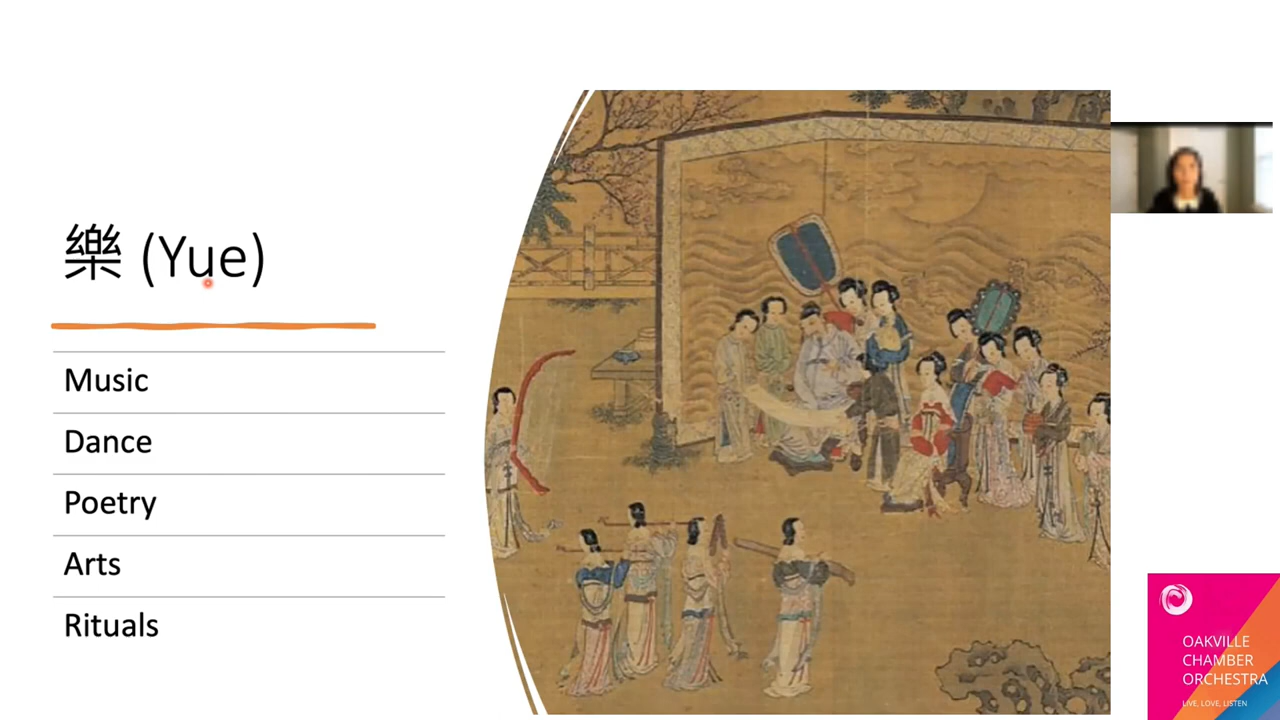 樂 (Yue)
Music
Dance
Poetry
Arts
Rituals
OAKVILLE
CHAMBER
ORCHESTRA
LIVE, LOVE, LISTEN